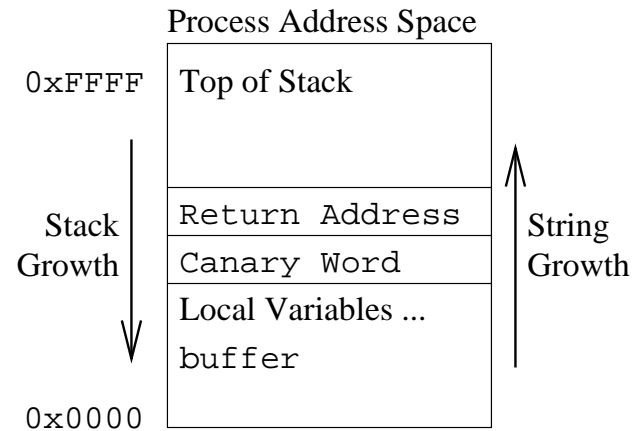 Process Address Space
0xFFFF
Top of Stack
Return Address
Stack
Growth
Canary Word
String
Growth
Local Variables ...
buffer
0x0000